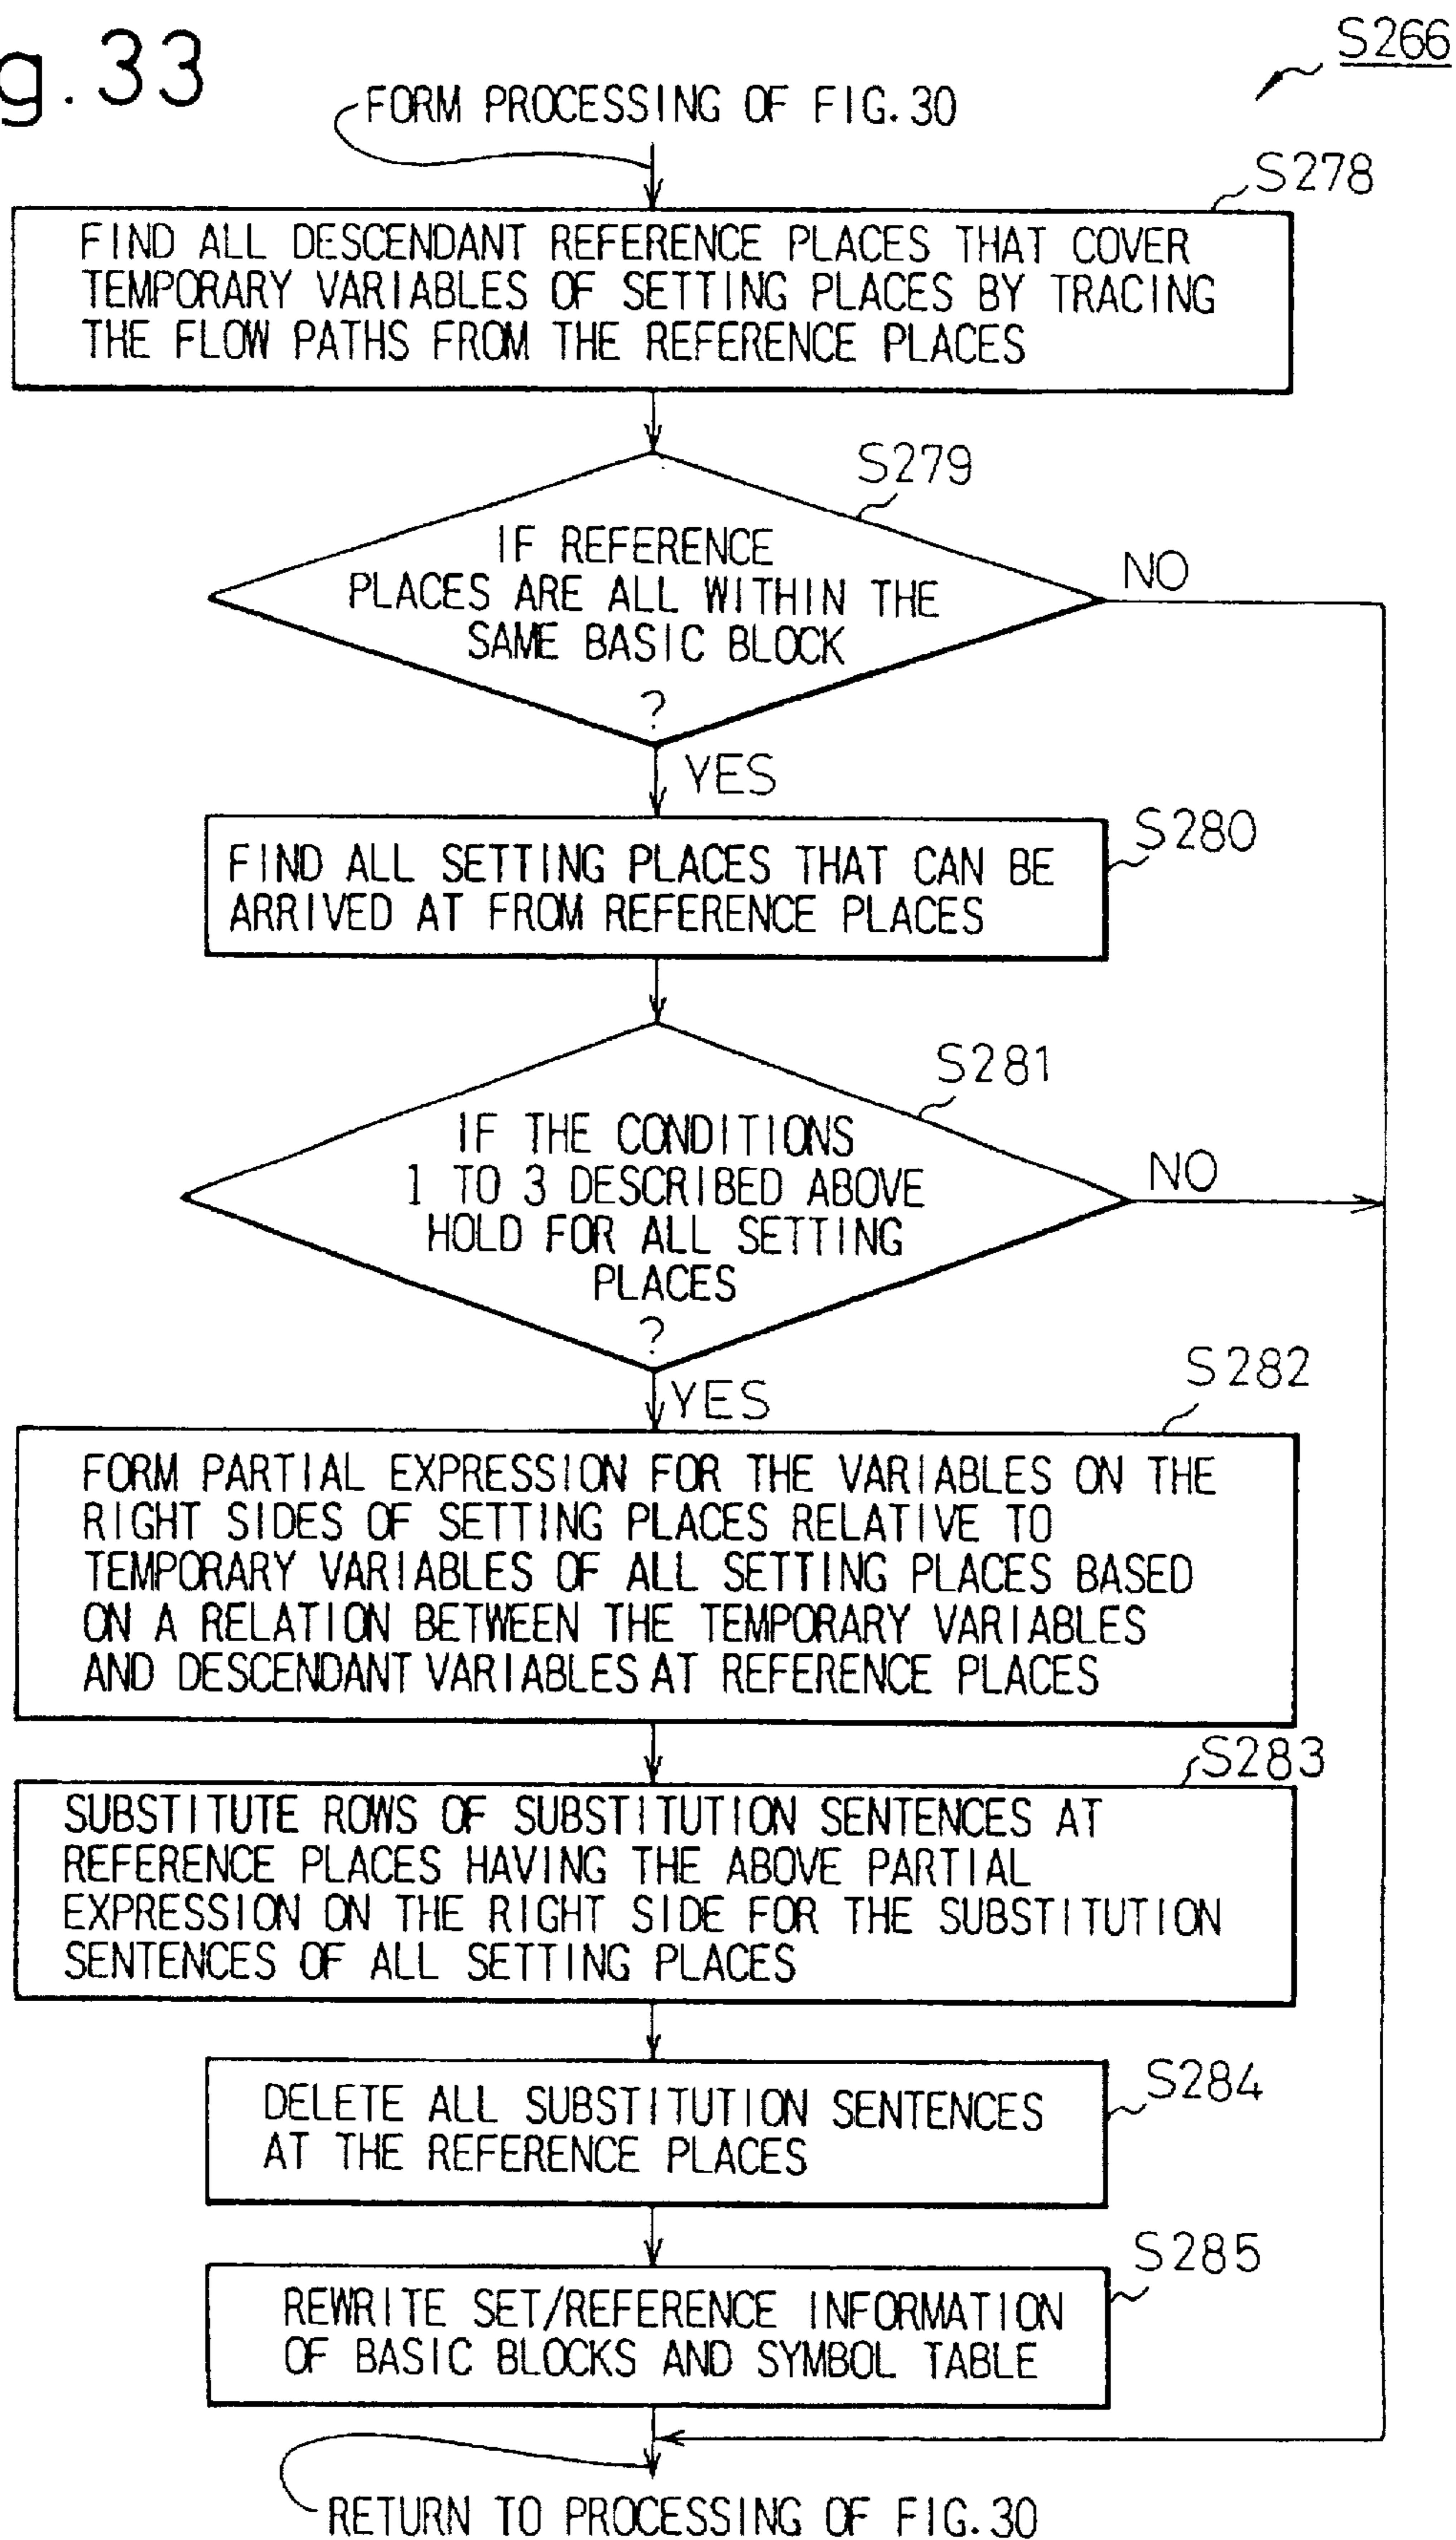 g.33
S266
FORM PROCESSING OF FIG.30
S278
FIND ALL DESCENDANT REFERENCE PLACES THAT COVER
TEMPORARY VARIABLES OF SETTING PLACES BY TRACING
THE FLOW PATHS FROM THE REFERENCE PLACES
S279
IF REFERENCE
PLACES ARE ALL WITHIN THE
SAME BASIC BLOCK
?
NO
YES
S280
FIND ALL SETTING PLACES THAT CAN BE
ARRIVED AT FROM REFERENCE PLACES
S281
IF THE CONDITIONS
1 TO 3 DESCRIBED ABOVE
HOLD FOR ALL SETTING
PLACES
?
NO
YES
S282
FORM PARTIAL EXPRESSION FOR THE VARIABLES ON THE
RIGHT SIDES OF SETTING PLACES RELATIVE TO
TEMPORARY VARIABLES OF ALL SETTING PLACES BASED
ON A RELATION BETWEEN THE TEMPORARY VARIABLES
AND DESCENDANT VARIABLES AT REFERENCE PLACES
S283
SUBSTITUTE ROWS OF SUBSTITUTION SENTENCES AT
REFERENCE PLACES HAVING THE ABOVE PARTIAL
EXPRESSION ON THE RIGHT SIDE FOR THE SUBSTITUTION
SENTENCES OF ALL SETTING PLACES
S284
DELETE ALL SUBSTITUTION SENTENCES
AT THE REFERENCE PLACES
S285
REWRITE SET/REFERENCE INFORMATION
OF BASIC BLOCKS AND SYMBOL TABLE
RETURN TO PROCESSING OF FIG.30